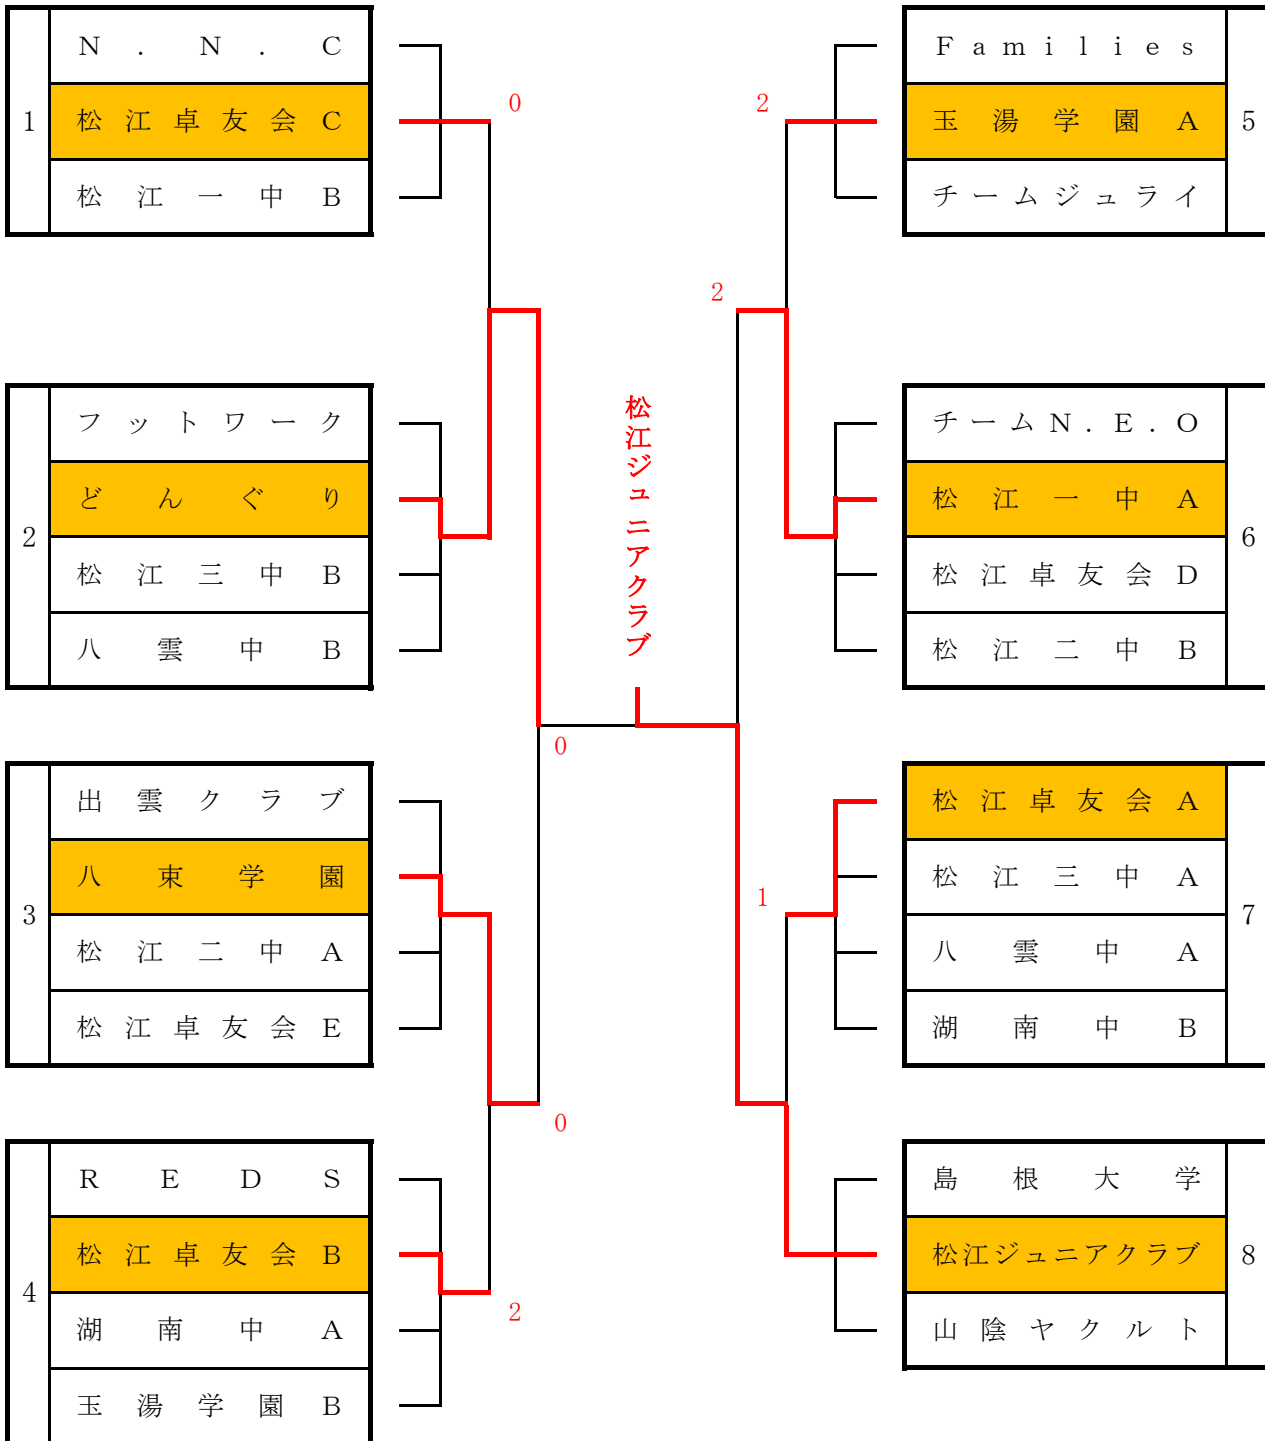 1
N.N.C
松江卓友会C
松江一中B
2
フットワーク
どんぐり
松江三中B
八雲中B
3
出雲クラブ
八束学園
松江二中A
松江卓友会E
4
REDS
松江卓友会B
湖南中A
玉湯学園B
0
0
0
2
松江ジュニアクラブ
2
2
1
Families
玉湯学園A
チームジュライ
5
チームN.E.O
松江一中A
松江卓友会D
松江二中B
6
松江卓友会A
松江三中A
八雲中A
湖南中B
7
島根大学
松江ジュニアクラブ
山陰ヤクルト
8